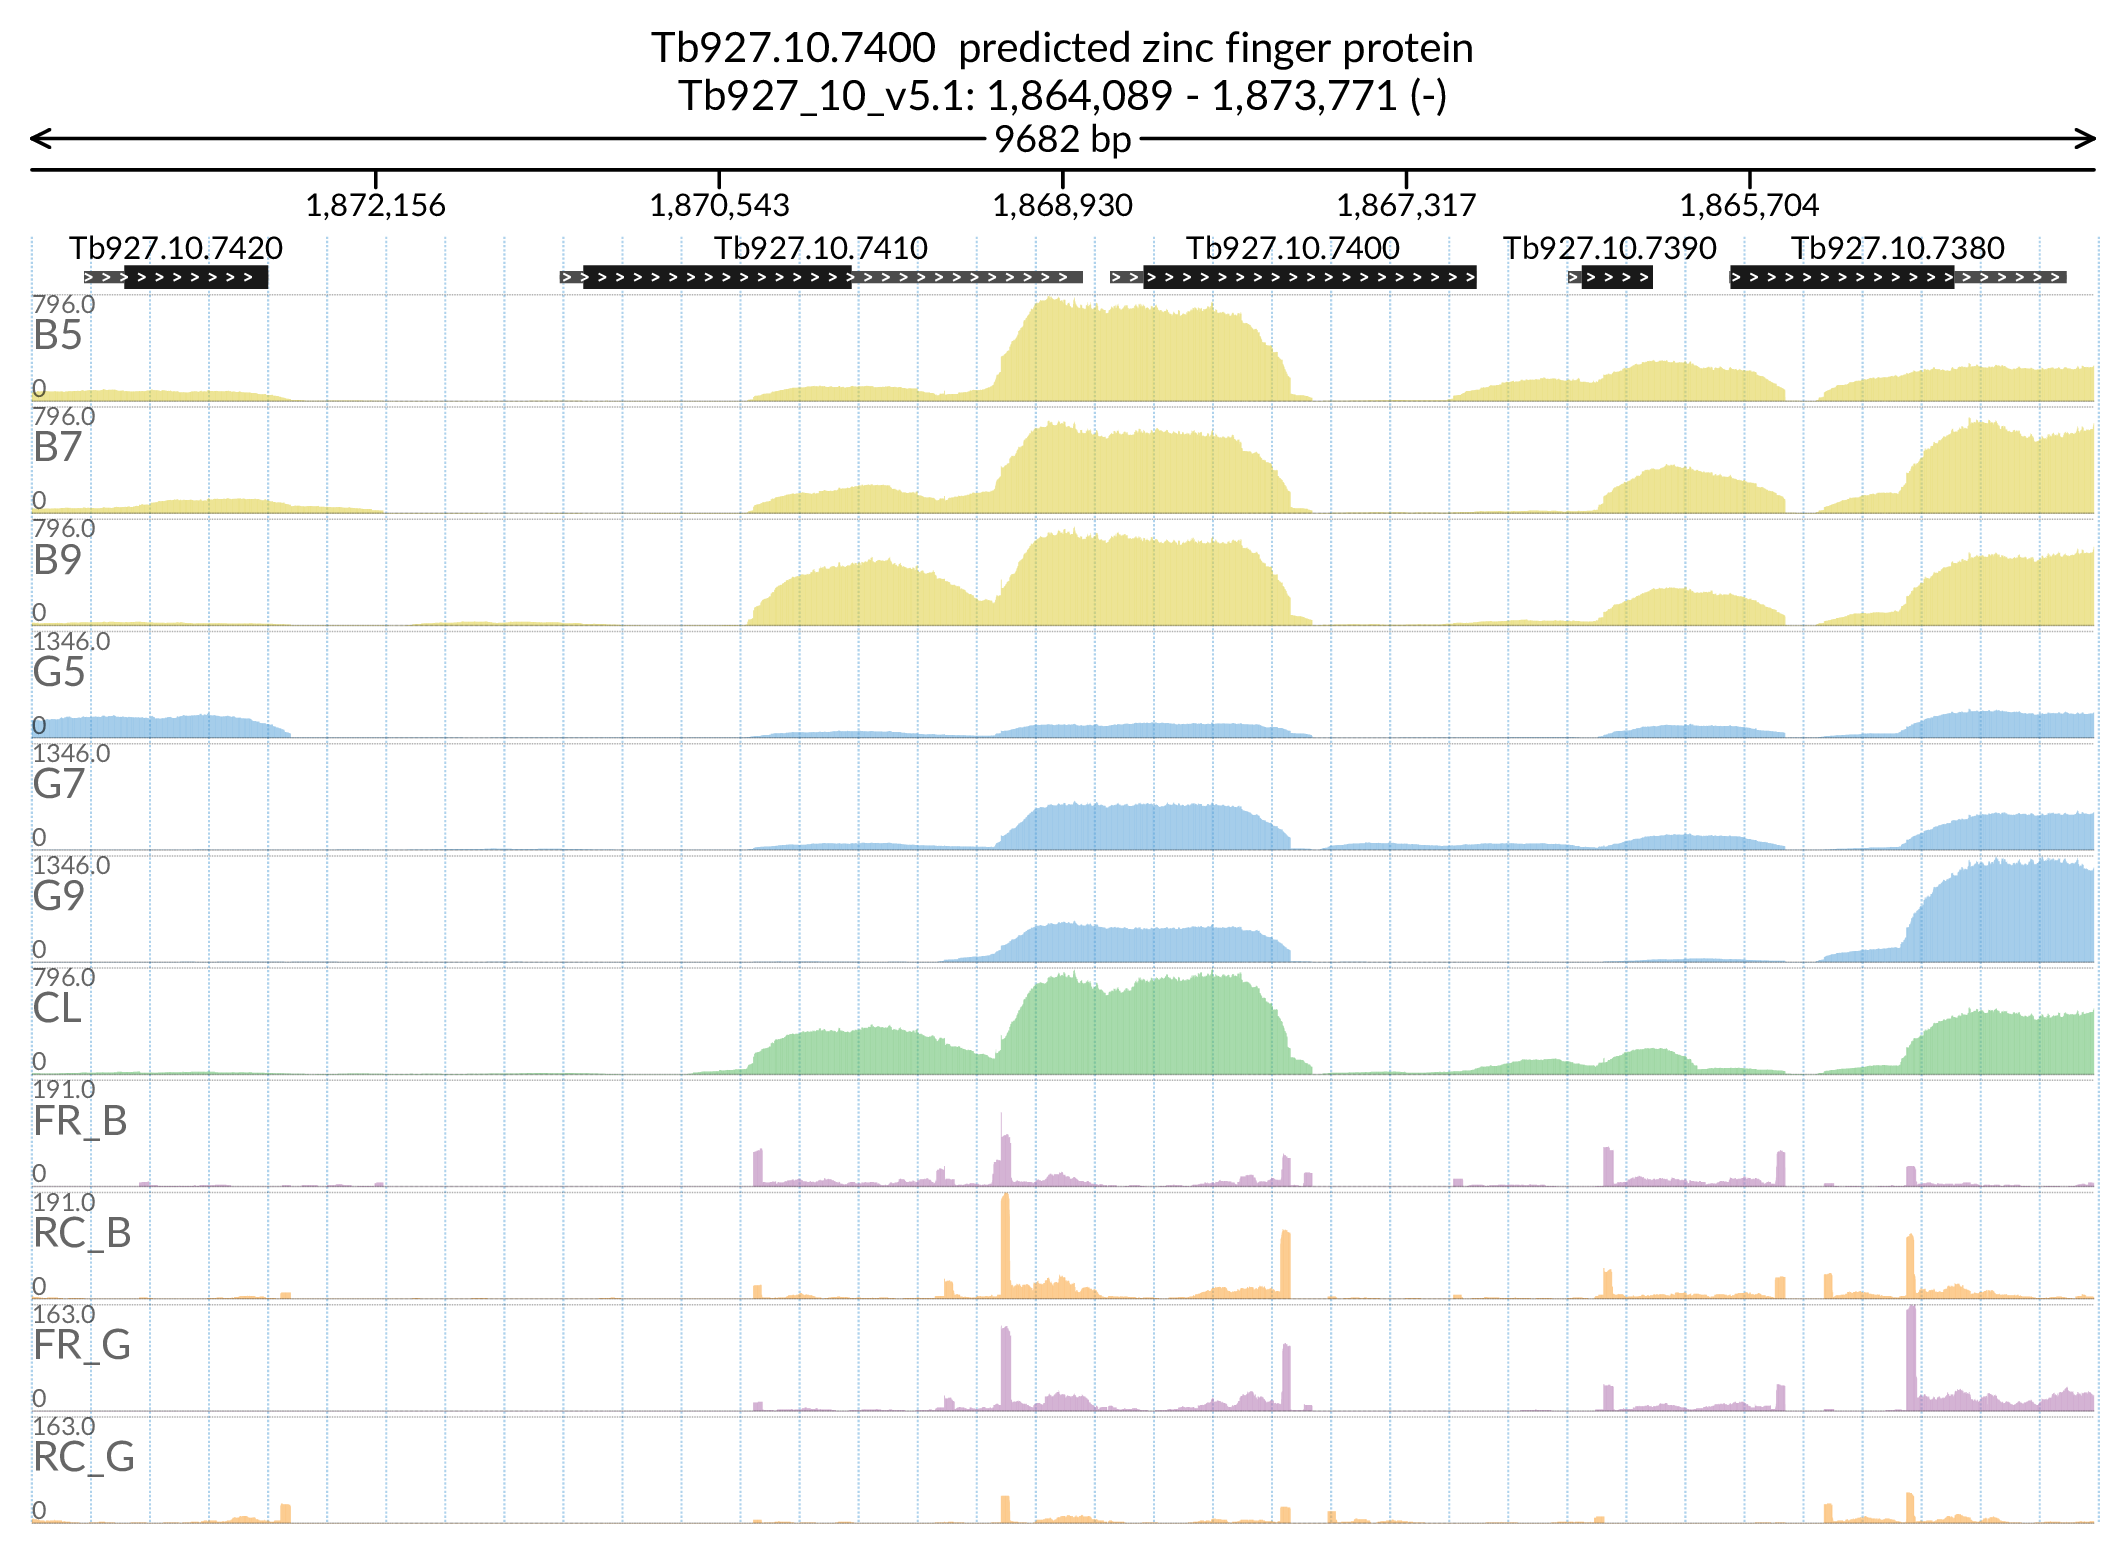 Tb927.10.7400  predicted zinc finger protein
Tb927_10_v5.1: 1,864,089 - 1,873,771 (-)
9682 bp
1,872,156 1,870,543 1,868,930 1,867,317 1,865,704
Tb927.10.7420 Tb927.10.7410 Tb927.10.7400 Tb927.10.7390 Tb927.10.7380
796.0
B5
0
796.0
B7
0
796.0
B9
0
1346.0
G5
0
1346.0
G7
0
1346.0
G9
0
796.0
CL
0
191.0
FR_B
0
191.0
RC_B
0
163.0
FR_G
0
163.0
RC_G
0